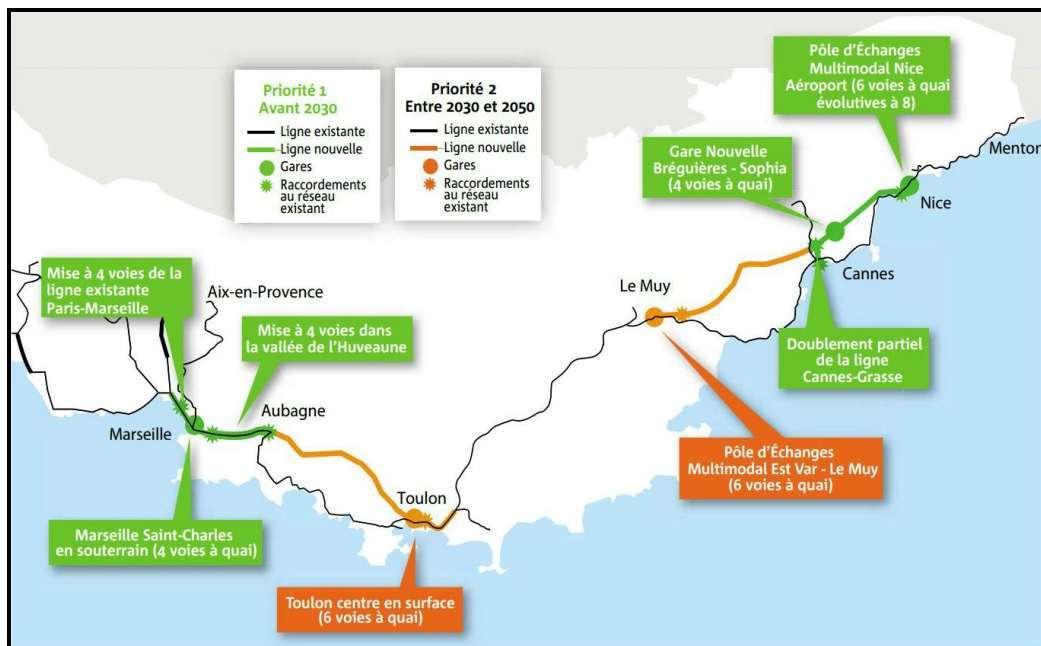 Priorité 1
Avant 2030
Ligne existante
Ligne nouvelle
Gares
Raccordements
au réseau
existant
Priorité 2
Entre 2030 et 2050
Ligne existante
Ligne nouvelle
Gares
Raccordements
au réseau
existant
Pôle d'Échanges
Multimodal Nice
Aéroport (6 voies à quai
évolutives à 8)
Menton
Gare Nouvelle
Bréguières - Sophia
(4 voies à quai)
Nice
Cannes
Mise à 4 voies de la
ligne existante
Paris-Marseille
Aix-en-Provence
Le Muy
Mise à 4 voies dans
la vallée de l'Huveaune
Doublement partiel
de la ligne
Cannes-Grasse
Aubagne
Marseille
Pôle d'Échanges
Multimodal Est Var - Le Muy
(6 voies à quai)
Toulon
Marseille Saint-Charles
en souterrain (4 voies à quai)
Toulon centre en surface
(6 voies à quai)